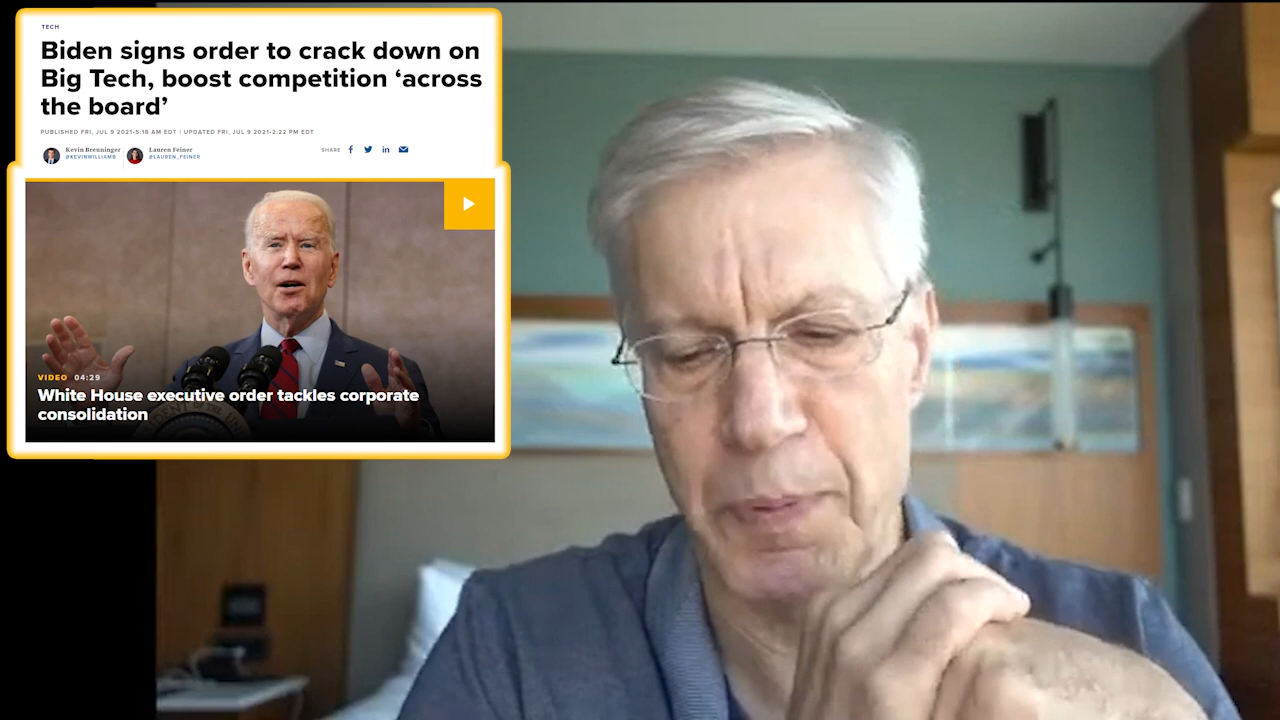 TECH
Biden signs order to crack down on
Big Tech, boost competition ‘across
the board’
PUBLISHED FRI, JUL 9 2021•5:18 AM EDT | UPDATED FRI, JUL 9 2021•2:22 PM EDT
Kevin Breuninger
@KEVINWILLIAMB
Lauren Feiner
@LAUREN_FEINER
SHARE
VIDEO 04:29
White House executive order tackles corporate
consolidation